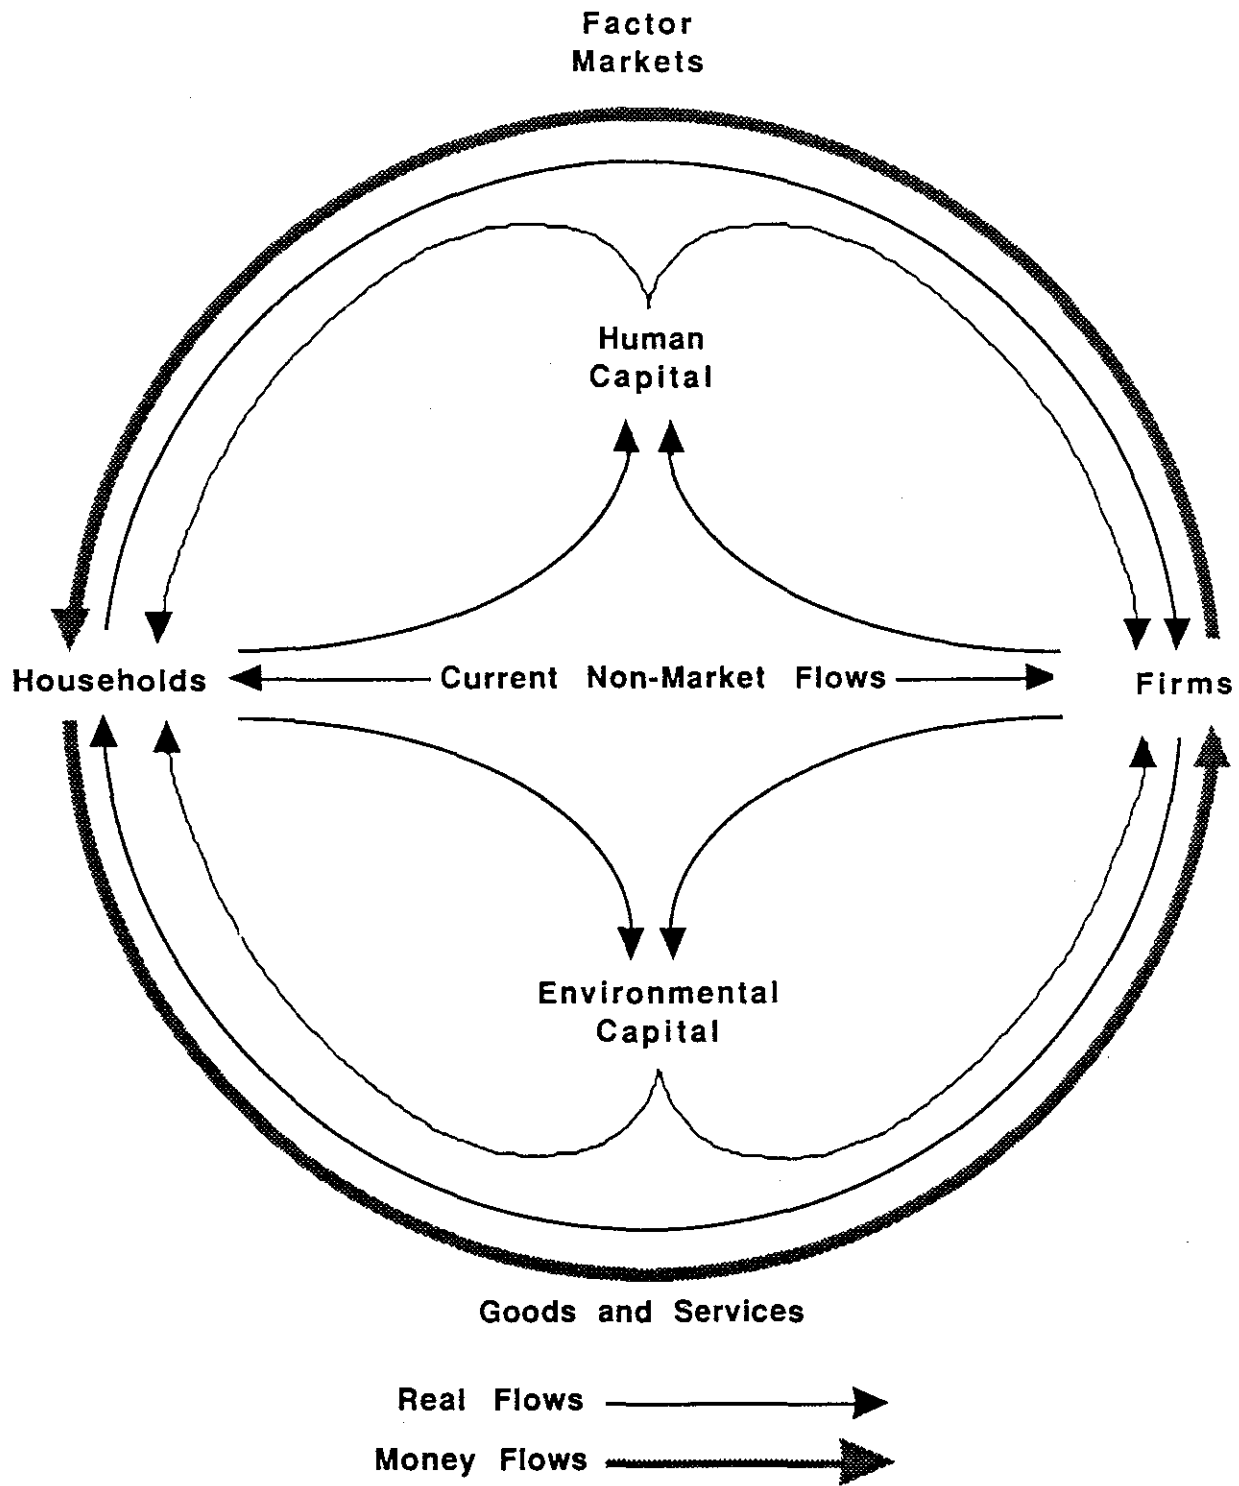 Factor
Markets
Human
Capital
Households
Current Non-Market Flows
Firms
Environmental
Capital
Goods and Services
Real Flows
Money Flows